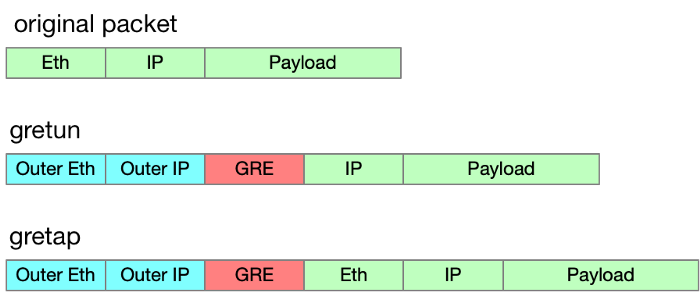 original packet
Eth IP Payload
gretun
Outer Eth Outer IP GRE IP Payload
gretap
Outer Eth Outer IP GRE Eth IP Payload